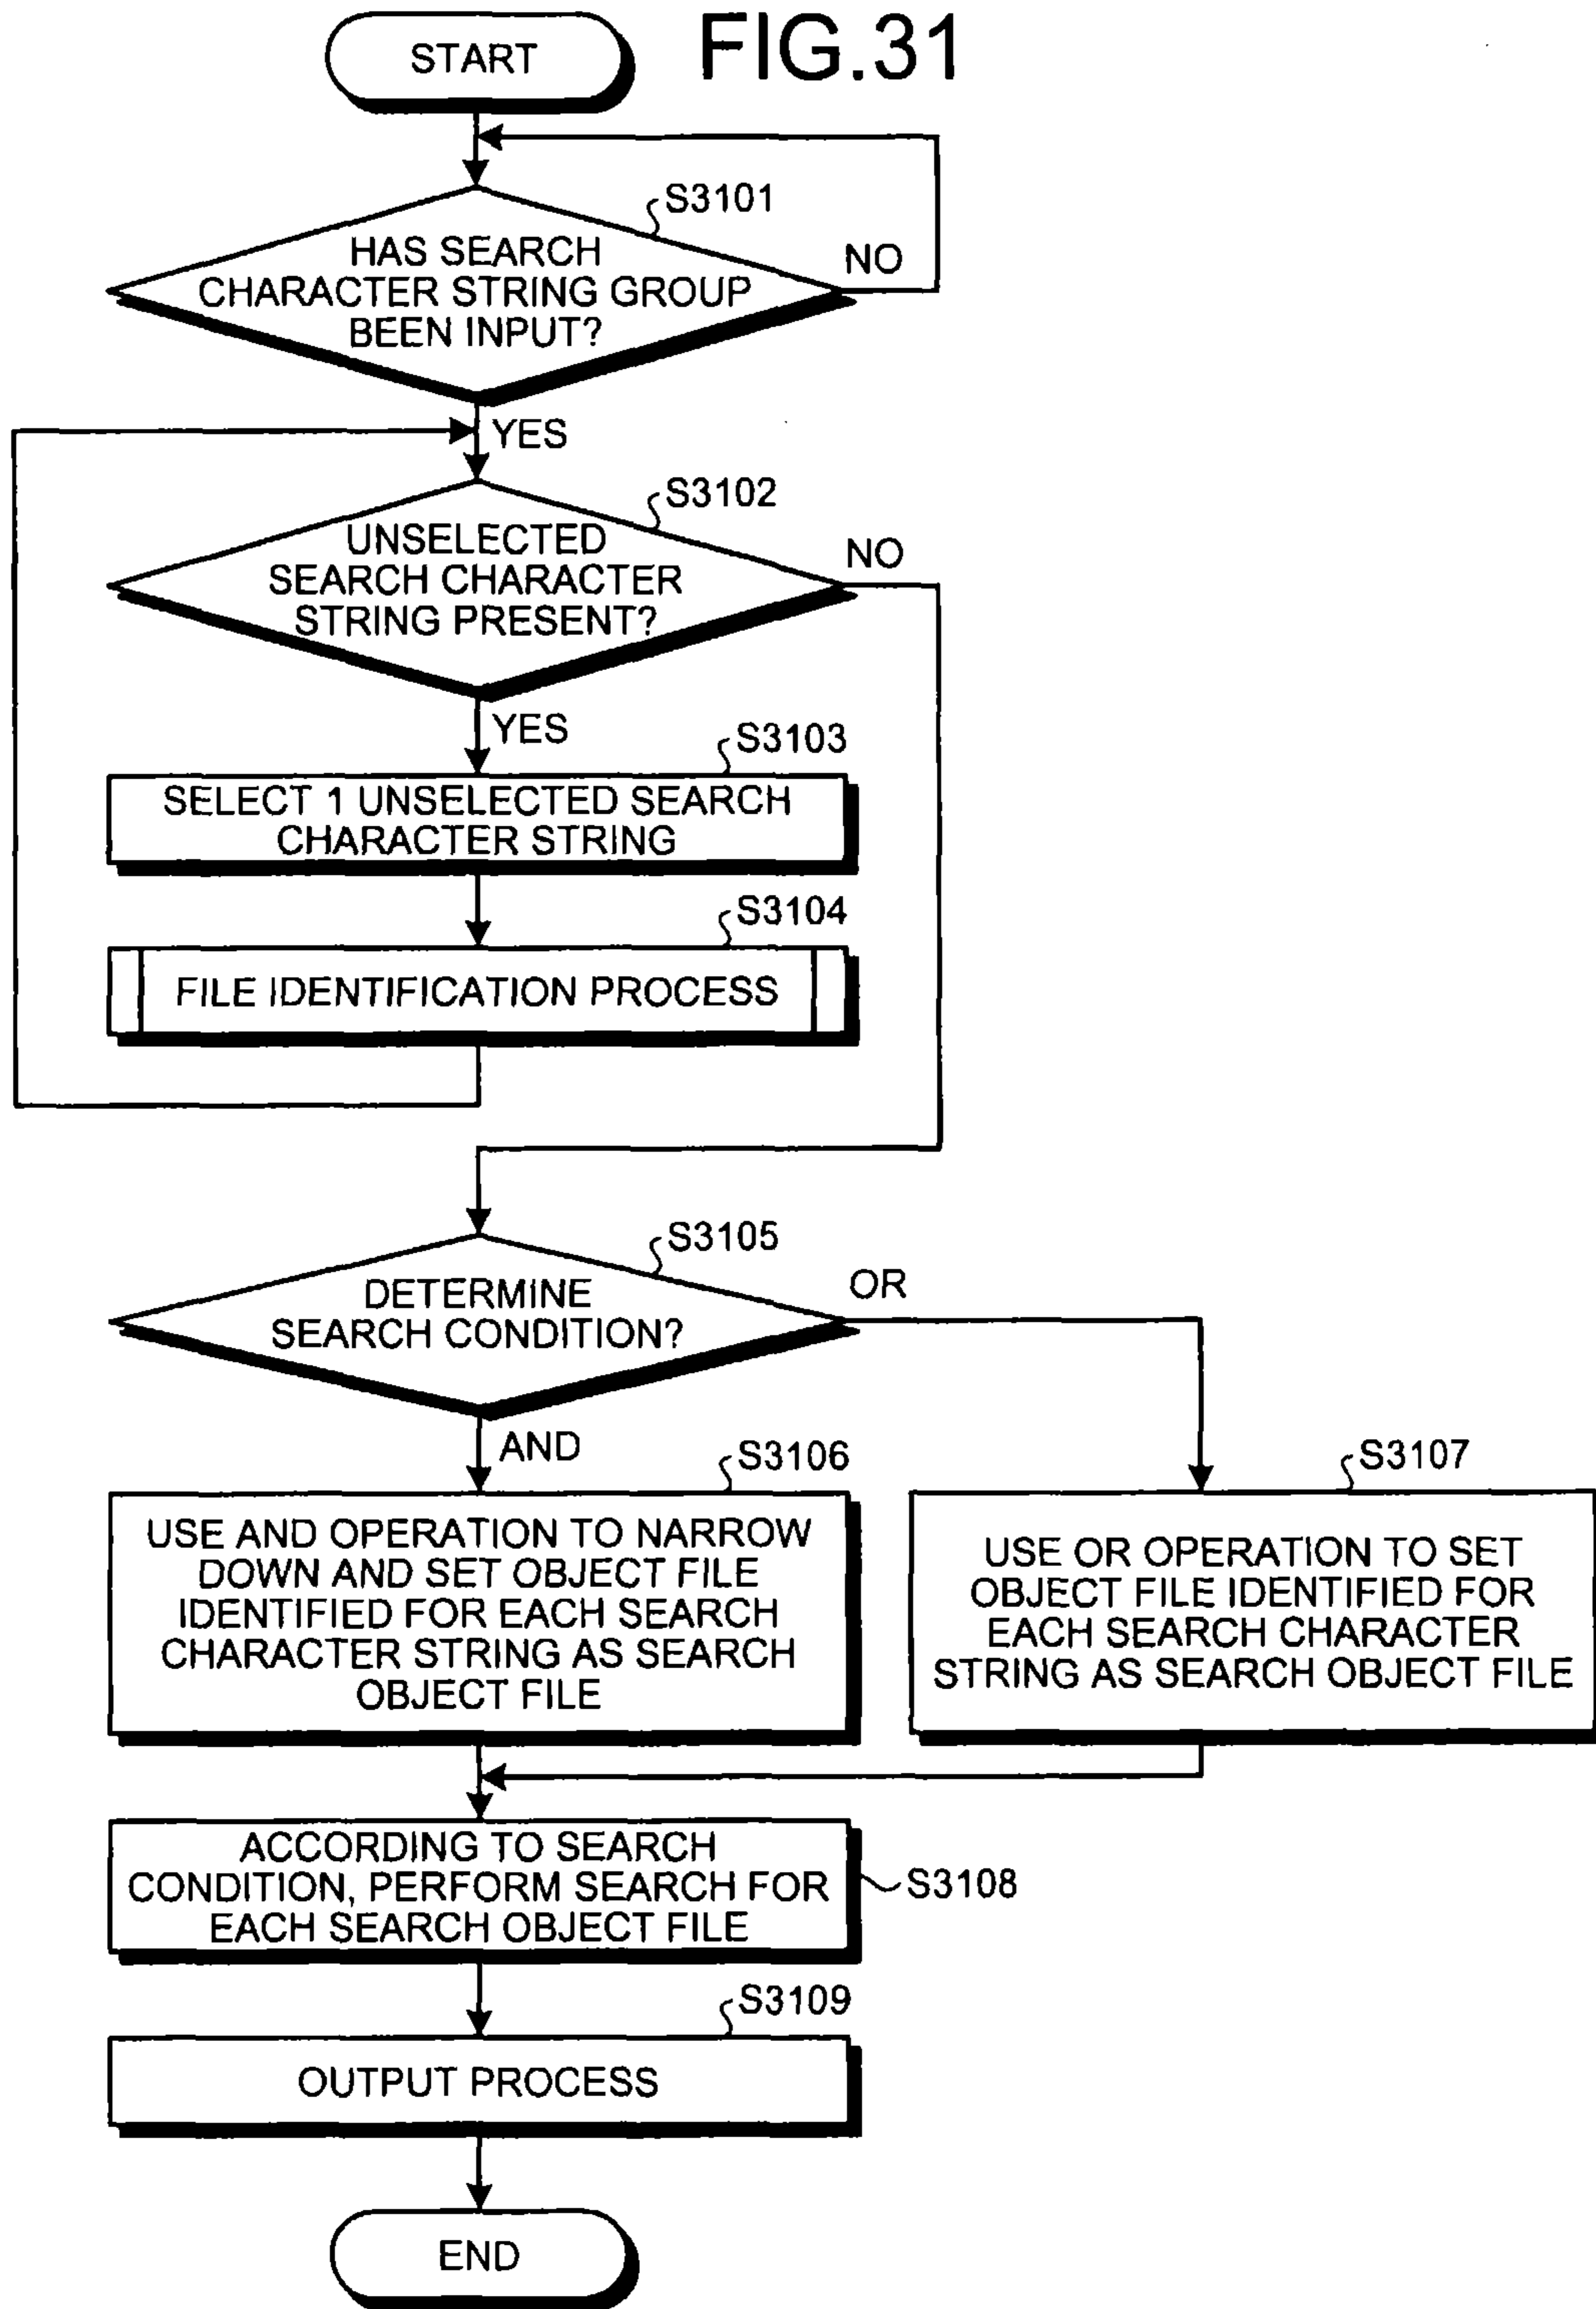 FIG.31
START
S3101
HAS SEARCH
CHARACTER STRING GROUP
BEEN INPUT?
NO
YES
S3102
UNSELECTED
SEARCH CHARACTER
STRING PRESENT?
NO
YES
S3103
SELECT 1 UNSELECTED SEARCH
CHARACTER STRING
S3104
FILE IDENTIFICATION PROCESS
S3105
DETERMINE
SEARCH CONDITION?
OR
AND
S3106
USE AND OPERATION TO NARROW
DOWN AND SET OBJECT FILE
IDENTIFIED FOR EACH SEARCH
CHARACTER STRING AS SEARCH
OBJECT FILE
S3107
USE OR OPERATION TO SET
OBJECT FILE IDENTIFIED FOR
EACH SEARCH CHARACTER
STRING AS SEARCH OBJECT FILE
ACCORDING TO SEARCH
CONDITION, PERFORM SEARCH FOR
EACH SEARCH OBJECT FILE
S3108
S3109
OUTPUT PROCESS
END